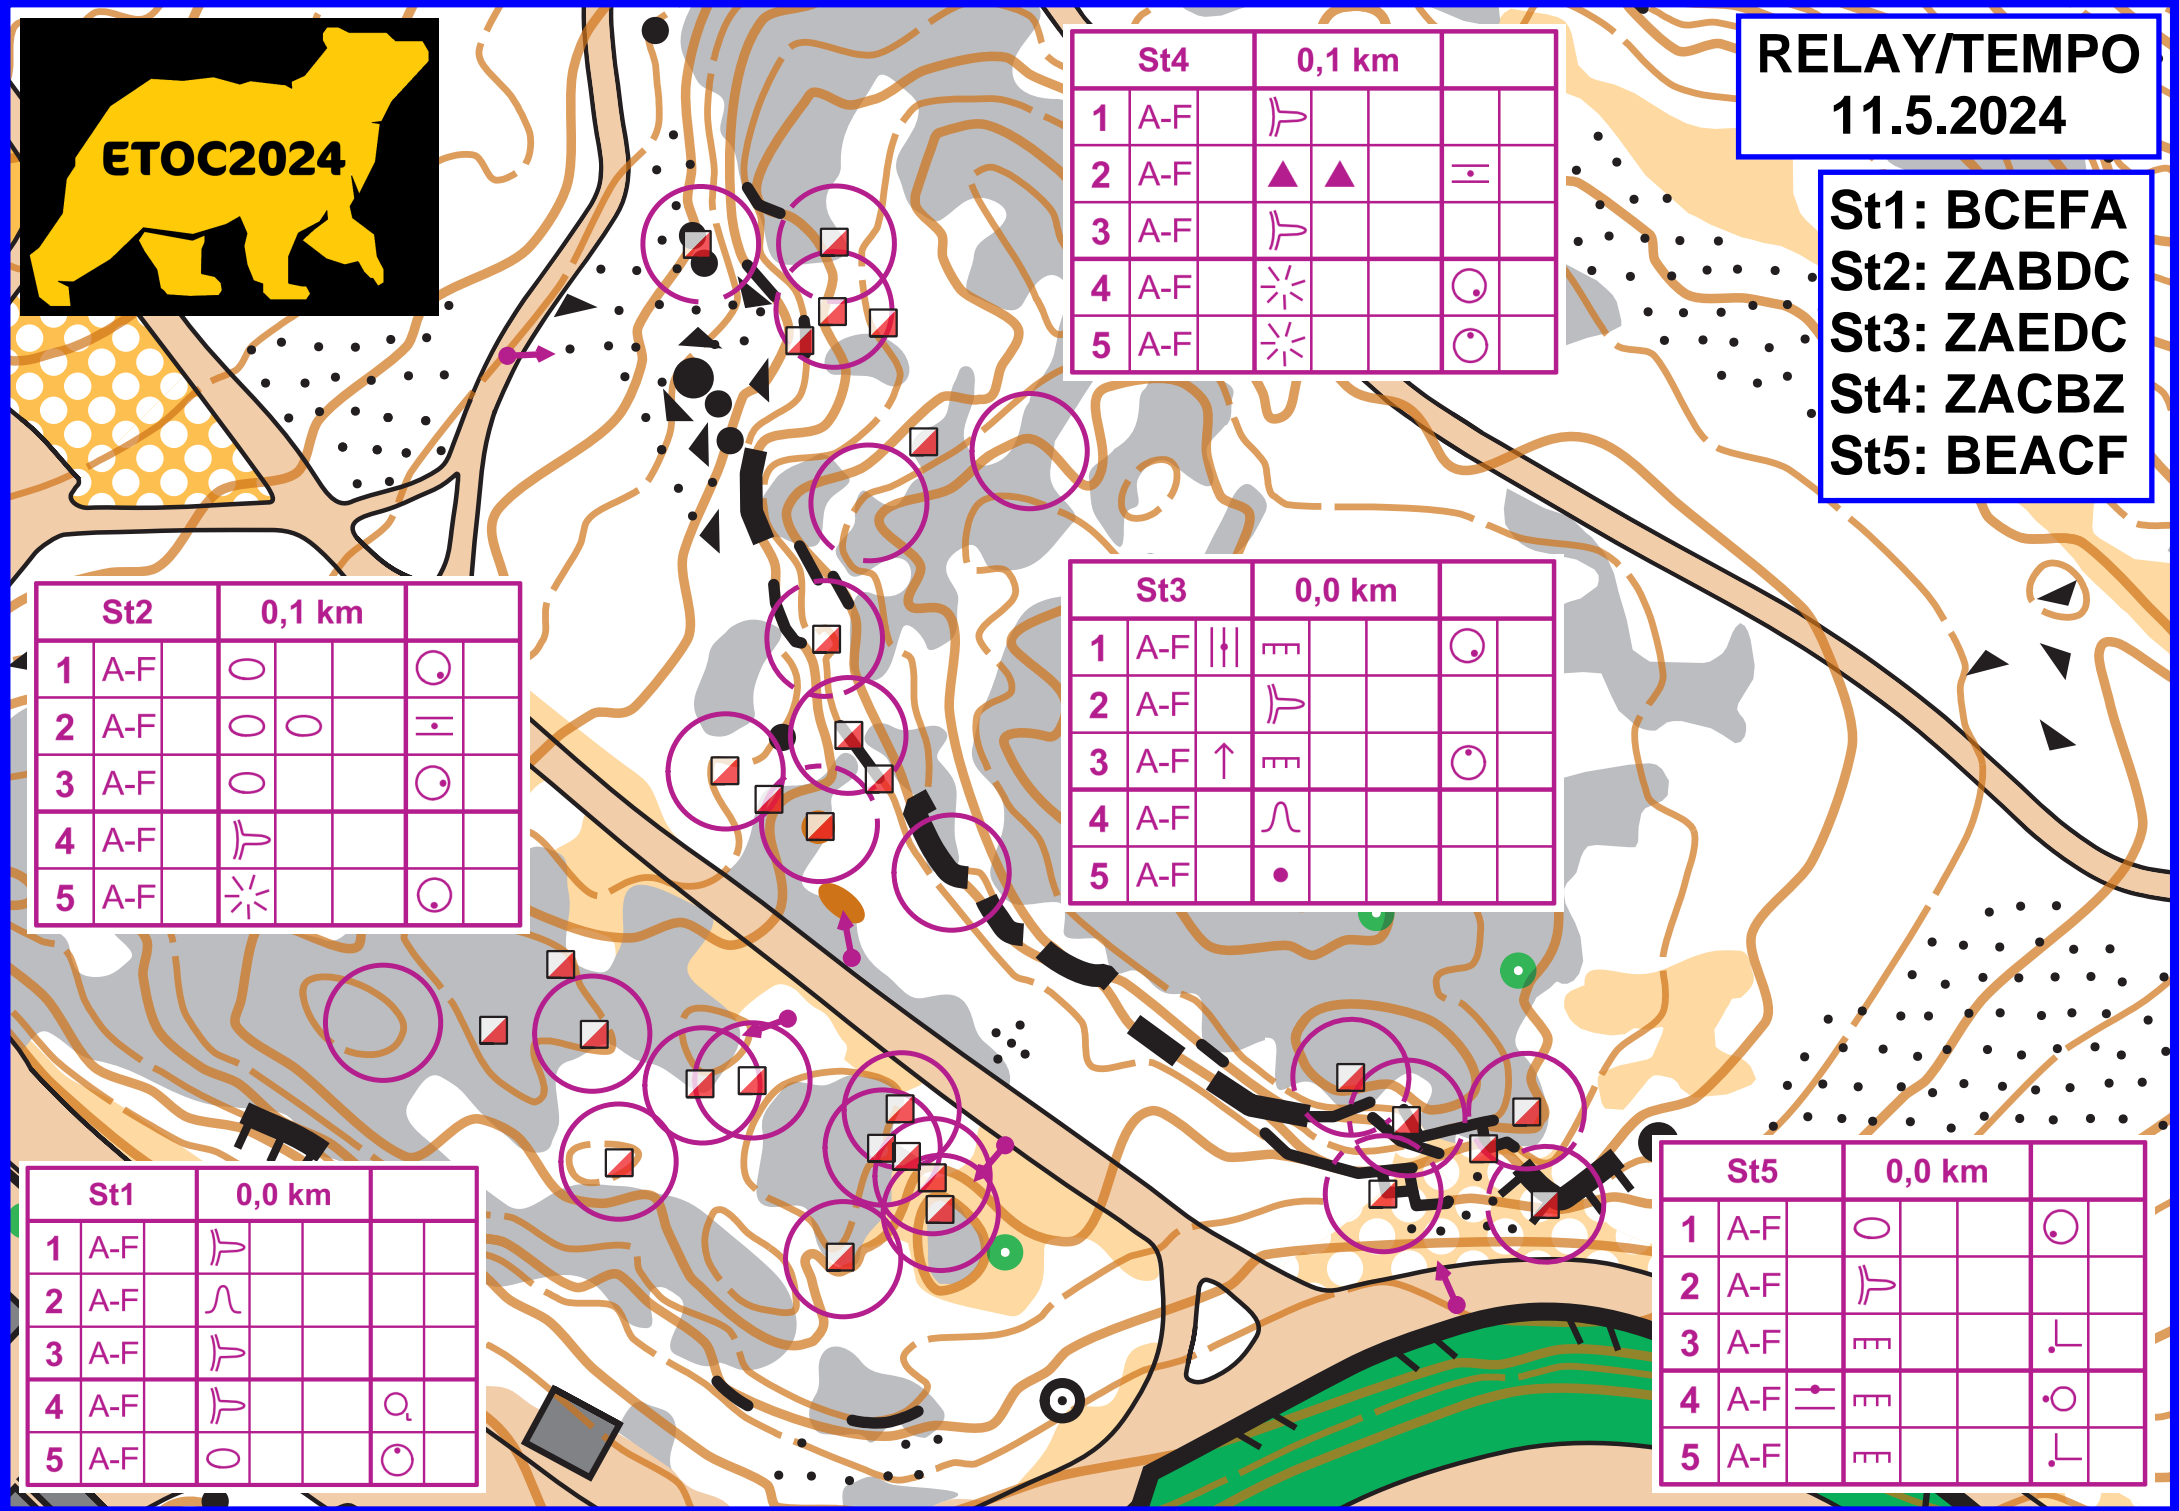 ETOC2024
RELAY/TEMPO
11.5.2024
St1: BCEFA
St2: ZABDC
St3: ZAEDC
St4: ZACBZ
St5: BEACF
St4 0,1 km
1 A-F
2 A-F
3 A-F
4 A-F
5 A-F
St2 0,1 km
1 A-F
2 A-F
3 A-F
4 A-F
5 A-F
St3 0,0 km
1 A-F
2 A-F
3 A-F
4 A-F
5 A-F
St1 0,0 km
1 A-F
2 A-F
3 A-F
4 A-F
5 A-F
St5 0,0 km
1 A-F
2 A-F
3 A-F
4 A-F
5 A-F